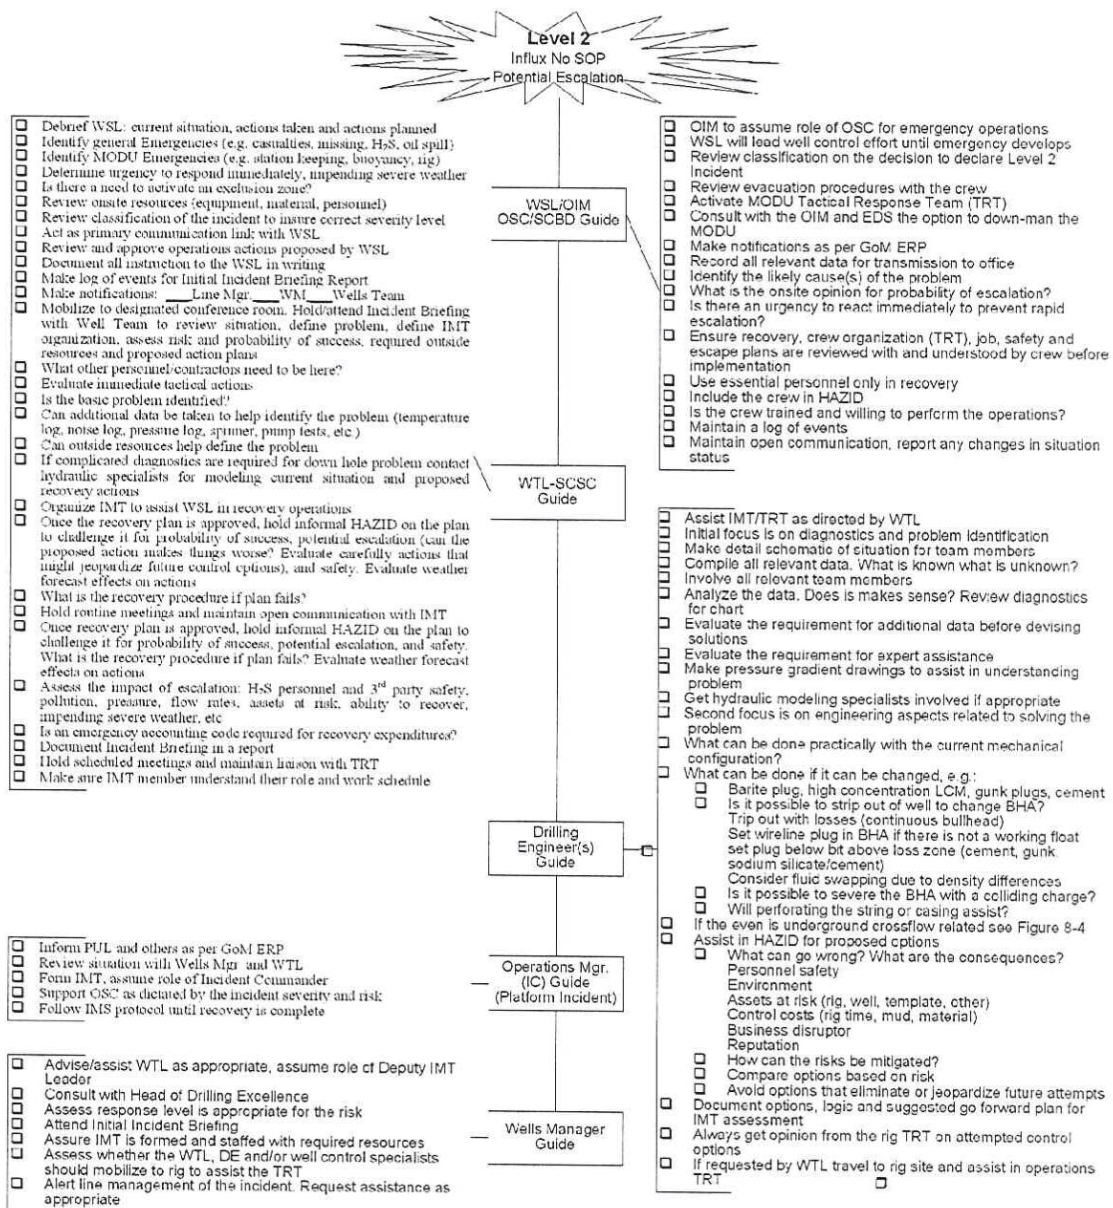 Level 2
Influx No SOP
Potential Escalation
❑ Debrief WSL: current situation, actions taken and actions planned
❑ Identify general Emergencies (e.g. casualties, missing, H2S, oil spill)
❑ Identify MODU Emergencies (e.g. station keeping, buoyancy, rig)
❑ Determine urgency to respond immediately, impending severe weather
❑ Is there a need to activate an exclusion zone?
❑ Review onsite resources (equipment, material, personnel)
❑ Review classification of the incident to insure correct severity level
❑ Act as primary communication link with WSL
❑ Review and approve operations actions proposed by WSL
❑ Document all instruction to the WSL in writing
❑ Make log of events for Initial Incident Briefing Report
❑ Make notifications: ___Line Mgr.___WM___Wells Team
❑ Mobilize to designated conference room. Hold/attend Incident Briefing
with Well Team to review situation, define problem, define IMT
organization, assess risk and probability of success, required outside
resources and proposed action plans
❑ What other personnel/contractors need to be here?
❑ Evaluate immediate tactical actions
❑ Is the basic problem identified?
❑ Can additional data be taken to help identify the problem (temperature
log, noise log, pressure log, spinner, pump tests, etc.)
❑ Can outside resources help define the problem
❑ If complicated diagnostics are required for down hole problem contact
hydraulic specialists for modeling current situation and proposed
recovery actions
❑ Organize IMT to assist WSL in recovery operations
❑ Once the recovery plan is approved, hold informal HAZID on the plan
to challenge it for probability of success, potential escalation (can the
proposed action makes things worse? Evaluate carefully actions that
might jeopardize future control options), and safety. Evaluate weather
forecast effects on actions
❑ What is the recovery procedure if plan fails?
❑ Hold routine meetings and maintain open communication with IMT
❑ Once recovery plan is approved, hold informal HAZID on the plan to
challenge it for probability of success, potential escalation, and safety.
What is the recovery procedure if plan fails? Evaluate weather forecast
effects on actions
❑ Assess the impact of escalation: H2S personnel and 3rd party safety,
pollution, pressure, flow rates, assets at risk, ability to recover,
impending severe weather, etc
❑ Is an emergency accounting code required for recovery expenditures?
❑ Document Incident Briefing in a report
❑ Hold scheduled meetings and maintain liaison with TRT
❑ Make sure IMT member understand their role and work schedule
WSL/OIM
OSC/SCBD Guide
❑ OIM to assume role of OSC for emergency operations
❑ WSL will lead well control effort until emergency develops
❑ Review classification on the decision to declare Level 2
Incident
❑ Review evacuation procedures with the crew
❑ Activate MODU Tactical Response Team (TRT)
❑ Consult with the OIM and EDS the option to down-man the
MODU
❑ Make notifications as per GoM ERP
❑ Record all relevant data for transmission to office
❑ Identify the likely cause(s) of the problem
❑ What is the onsite opinion for probability of escalation?
❑ Is there an urgency to react immediately to prevent rapid
escalation?
❑ Ensure recovery, crew organization (TRT), job, safety and
escape plans are reviewed with and understood by crew before
implementation
❑ Use essential personnel only in recovery
❑ Include the crew in HAZID
❑ Is the crew trained and willing to perform the operations?
❑ Maintain a log of events
❑ Maintain open communication, report any changes in situation
status
WTL-SCSC
Guide
❑ Assist IMT/TRT as directed by WTL
❑ Initial focus is on diagnostics and problem identification
❑ Make detail schematic of situation for team members
❑ Compile all relevant data. What is known what is unknown?
❑ Involve all relevant team members
❑ Analyze the data. Does is makes sense? Review diagnostics
for chart
❑ Evaluate the requirement for additional data before devising
solutions
❑ Evaluate the requirement for expert assistance
❑ Make pressure gradient drawings to assist in understanding
problem
❑ Get hydraulic modeling specialists involved if appropriate
❑ Second focus is on engineering aspects related to solving the
problem
❑ What can be done practically with the current mechanical
configuration?
❑ What can be done if it can be changed, e.g.:
❑ Barite plug, high concentration LCM, gunk plugs, cement
❑ Is it possible to strip out of well to change BHA?
Trip out with losses (continuous bullhead)
Set wireline plug in BHA if there is not a working float
set plug below bit above loss zone (cement, gunk
sodium silicate/cement)
Consider fluid swapping due to density differences
❑ Is it possible to severe the BHA with a colliding charge?
❑ Will perforating the string or casing assist?
❑ If the even is underground crossflow related see Figure 8-4
❑ Assist in HAZID for proposed options
❑ What can go wrong? What are the consequences?
Personnel safety
Environment
Assets at risk (rig, well, template, other)
Control costs (rig time, mud, material)
Business disruptor
Reputation
❑ How can the risks be mitigated?
❑ Compare options based on risk
❑ Avoid options that eliminate or jeopardize future attempts
❑ Document options, logic and suggested go forward plan for
IMT assessment
❑ Always get opinion from the rig TRT on attempted control
options
❑ If requested by WTL travel to rig site and assist in operations
TRT ❑
Drilling
Engineer(s)
Guide
❑ Inform PUL and others as per GoM ERP
❑ Review situation with Wells Mgr and WTL
❑ Form IMT, assume role of Incident Commander
❑ Support OSC as dictated by the incident severity and risk
❑ Follow IMS protocol until recovery is complete
Operations Mgr.
(IC) Guide
(Platform Incident)
❑ Advise/assist WTL as appropriate, assume role of Deputy IMT
Leader
❑ Consult with Head of Drilling Excellence
❑ Assess response level is appropriate for the risk
❑ Attend Initial Incident Briefing
❑ Assure IMT is formed and staffed with required resources
❑ Assess whether the WTL, DE and/or well control specialists
should mobilize to rig to assist the TRT
❑ Alert line management of the incident. Request assistance as
appropriate
Wells Manager
Guide